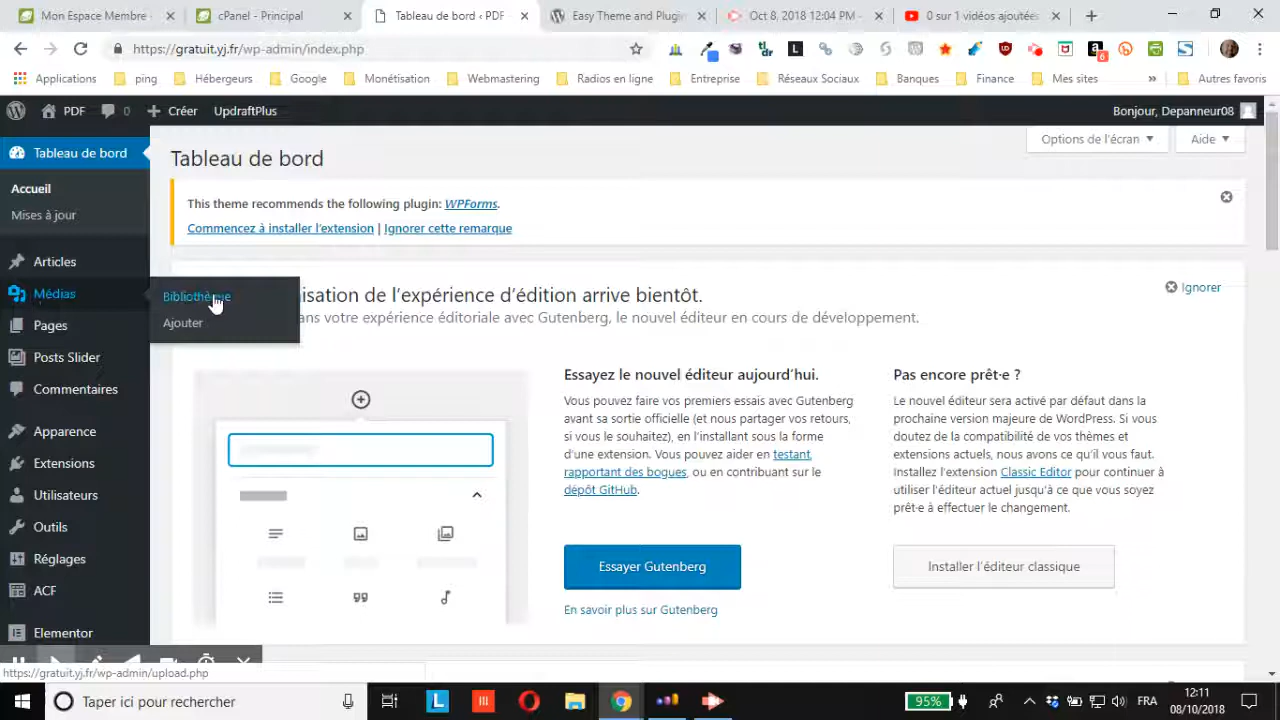 Mon Espace Membre -
cPanel - Principal
Tableau de bord ‹ PDF
Easy Theme and Plugin
Oct 8, 2018 12:04 PM -
0 sur 1 vidéos ajoutées
https://gratuit.yj.fr/wp-admin/index.php
tldr
L
6
Applications
ping
Hébergeurs
Google
Monétisation
Webmastering
Radios en ligne
Entreprise
Réseaux Sociaux
Banques
Finance
Mes sites
»
Autres favoris
PDF
0
Créer
UpdraftPlus
Bonjour, Depanneur08
Tableau de bord
Accueil
Mises à jour
Articles
Médias
Pages
Posts Slider
Commentaires
Apparence
Extensions
Utilisateurs
Outils
Réglages
ACF
Elementor
Bibliothèque
Ajouter
Options de l'écran
Aide
Tableau de bord
This theme recommends the following plugin: WPForms.
Commencez à installer l'extension | Ignorer cette remarque
isation de l'expérience d'édition arrive bientôt.
Ignorer
ans votre expérience éditoriale avec Gutenberg, le nouvel éditeur en cours de développement.
Essayez le nouvel éditeur aujourd'hui.
Vous pouvez faire vos premiers essais avec Gutenberg
avant sa sortie officielle (et nous partager vos retours,
si vous le souhaitez), en l'installant sous la forme
d'une extension. Vous pouvez aider en testant,
rapportant des bogues, ou en contribuant sur le
dépôt GitHub.
Essayer Gutenberg
En savoir plus sur Gutenberg
Pas encore prêt·e ?
Le nouvel éditeur sera activé par défaut dans la
prochaine version majeure de WordPress. Si vous
doutez de la compatibilité de vos thèmes et
extensions actuels, nous avons ce qu'il vous faut.
Installez l'extension Classic Editor pour continuer à
utiliser l'éditeur actuel jusqu'à ce que vous soyez
prêt·e à effectuer le changement.
Installer l'éditeur classique
https://gratuit.yj.fr/wp-admin/upload.php
Taper ici pour rechercher
L
95%
FRA
12:11
08/10/2018